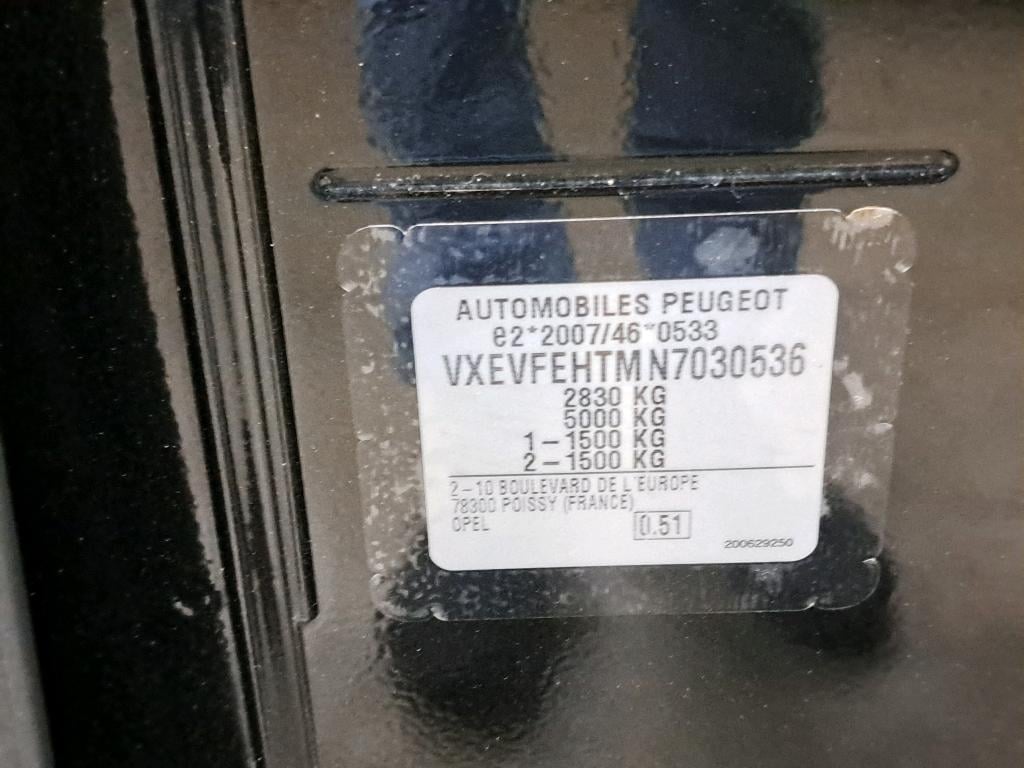 AUTOMOBILES PEUGEOT
e2*2007/46*0533
VXEVFEHTMN7030536
2830 KG
5000 KG
1-1500 KG
2-1500 KG
2-10 BOULEVARD DE L'EUROPE
78300 POISSY (FRANCE)
OPEL
0.51
200629250